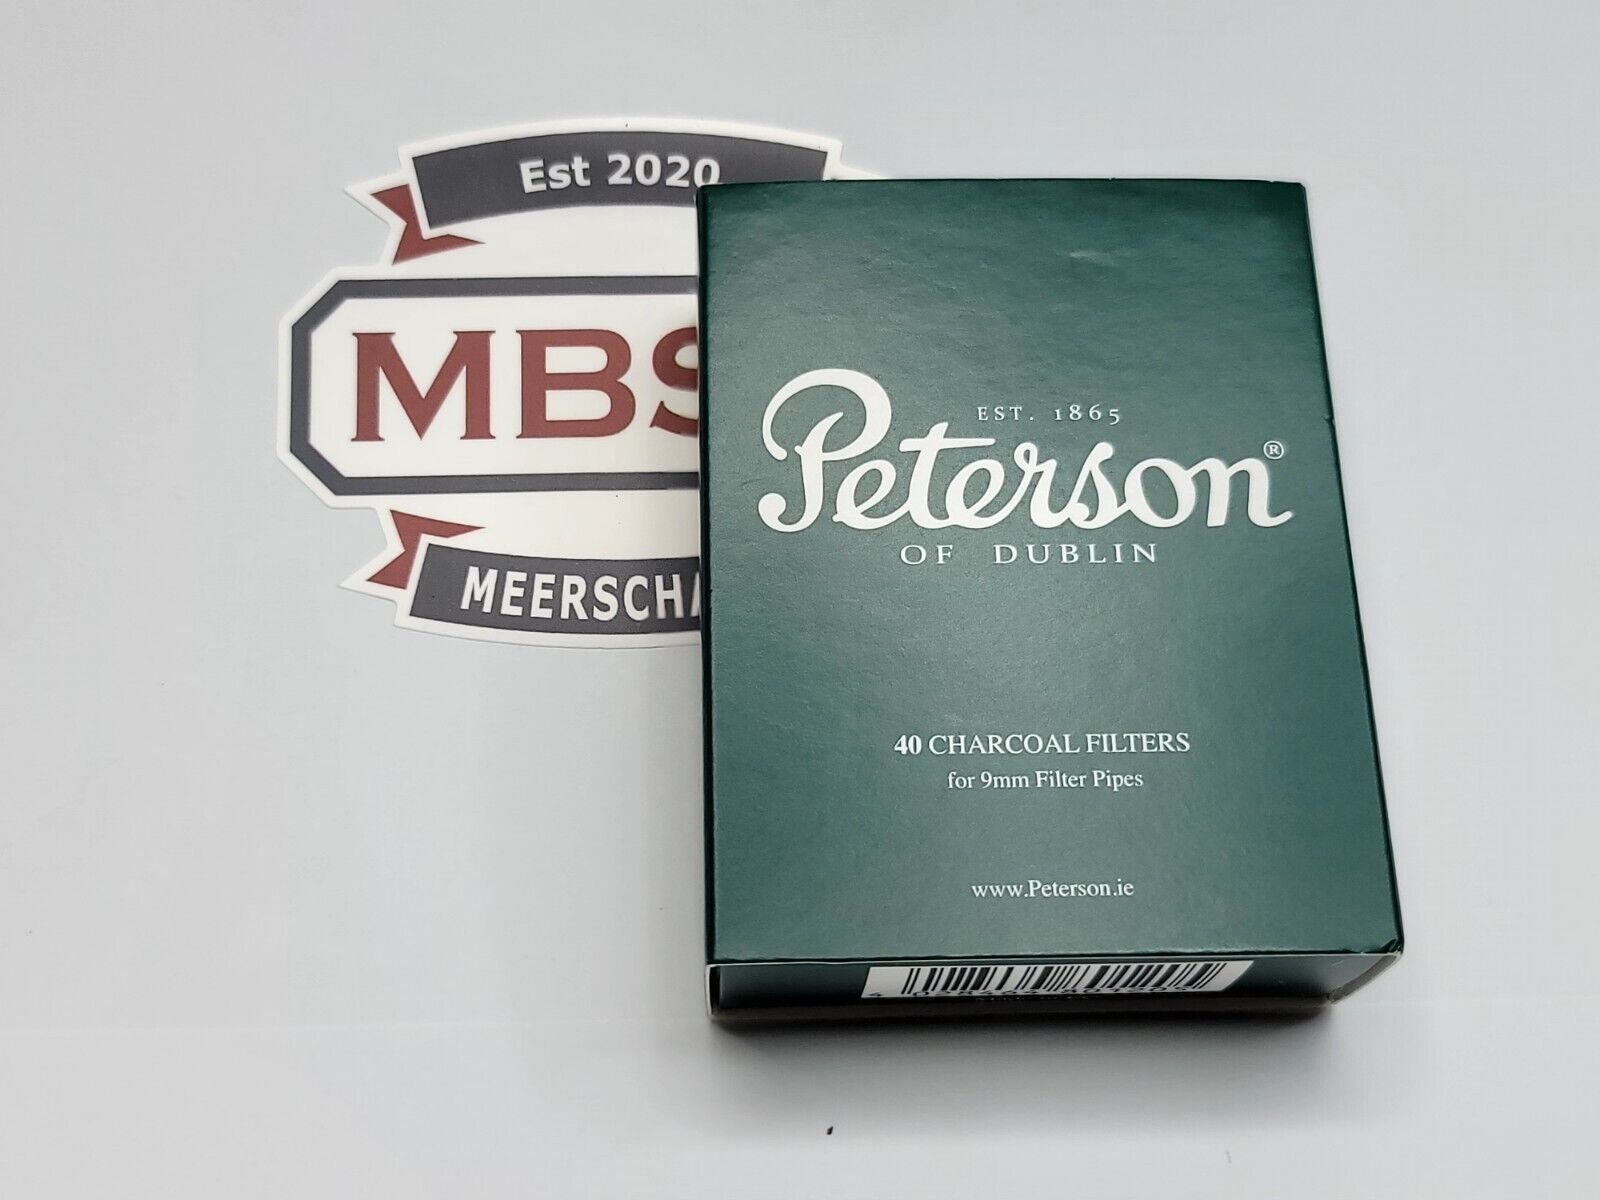 Est 2020
MBS
MEERSCHA
EST. 1865
Peterson®
OF DUBLIN
40 CHARCOAL FILTERS
for 9mm Filter Pipes
www.Peterson.ie